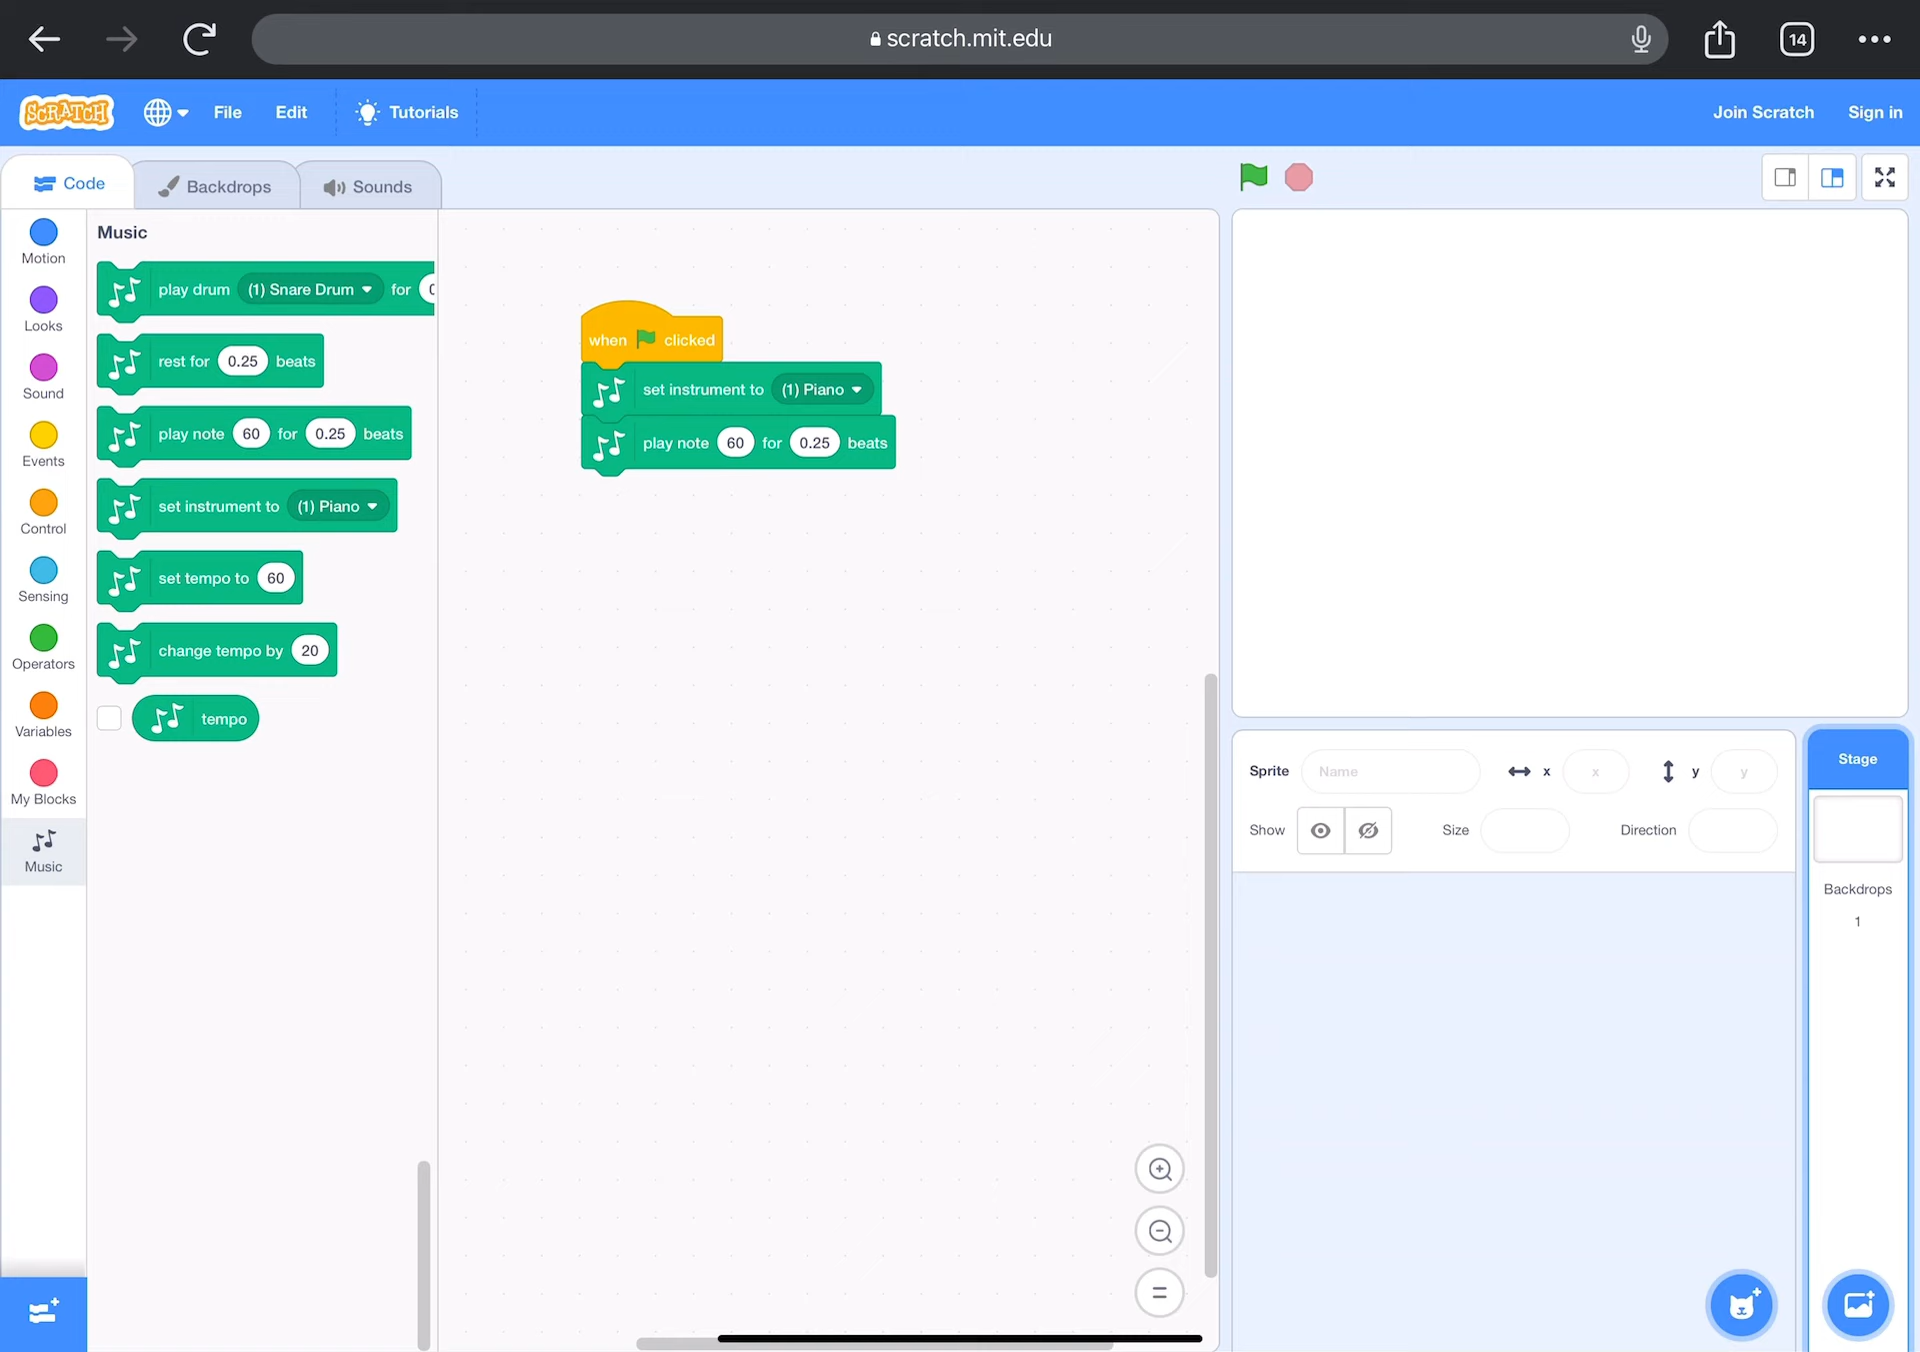 scratch.mit.edu
14
SCRATCH
File
Edit
Tutorials
Join Scratch
Sign in
Code
Backdrops
Sounds
Motion
Looks
Sound
Events
Control
Sensing
Operators
Variables
My Blocks
Music
Music
play drum (1) Snare Drum for
rest for 0.25 beats
play note 60 for 0.25 beats
set instrument to (1) Piano
set tempo to 60
change tempo by 20
tempo
when clicked
set instrument to (1) Piano
play note 60 for 0.25 beats
Sprite Name x x y y
Show Size Direction
Stage
Backdrops
1